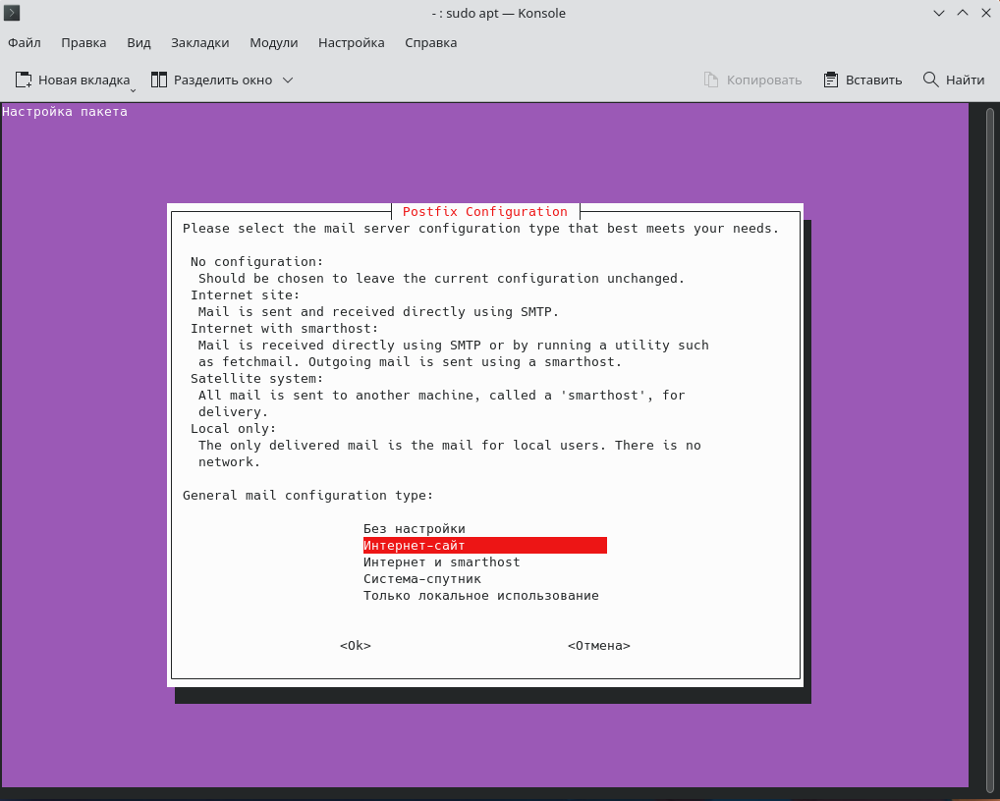 - : sudo apt — Konsole
Файл Правка Вид Закладки Модули Настройка Справка
Новая вкладка Разделить окно Копировать Вставить Найти
Настройка пакета
Postfix Configuration
Please select the mail server configuration type that best meets your needs.
No configuration:
Should be chosen to leave the current configuration unchanged.
Internet site:
Mail is sent and received directly using SMTP.
Internet with smarthost:
Mail is received directly using SMTP or by running a utility such
as fetchmail. Outgoing mail is sent using a smarthost.
Satellite system:
All mail is sent to another machine, called a 'smarthost', for
delivery.
Local only:
The only delivered mail is the mail for local users. There is no
network.
General mail configuration type:
Без настройки
Интернет-сайт
Интернет и smarthost
Система-спутник
Только локальное использование
<Ok> <Отмена>